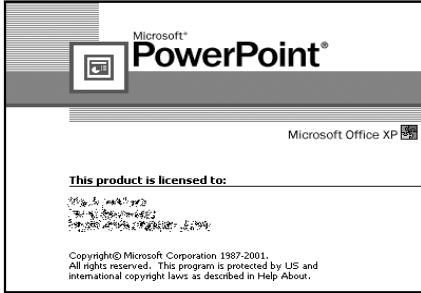 Microsoft®
PowerPoint®
Microsoft Office XP
This product is licensed to:
Copyright© Microsoft Corporation 1987-2001.
All rights reserved. This program is protected by US and
international copyright laws as described in Help About.